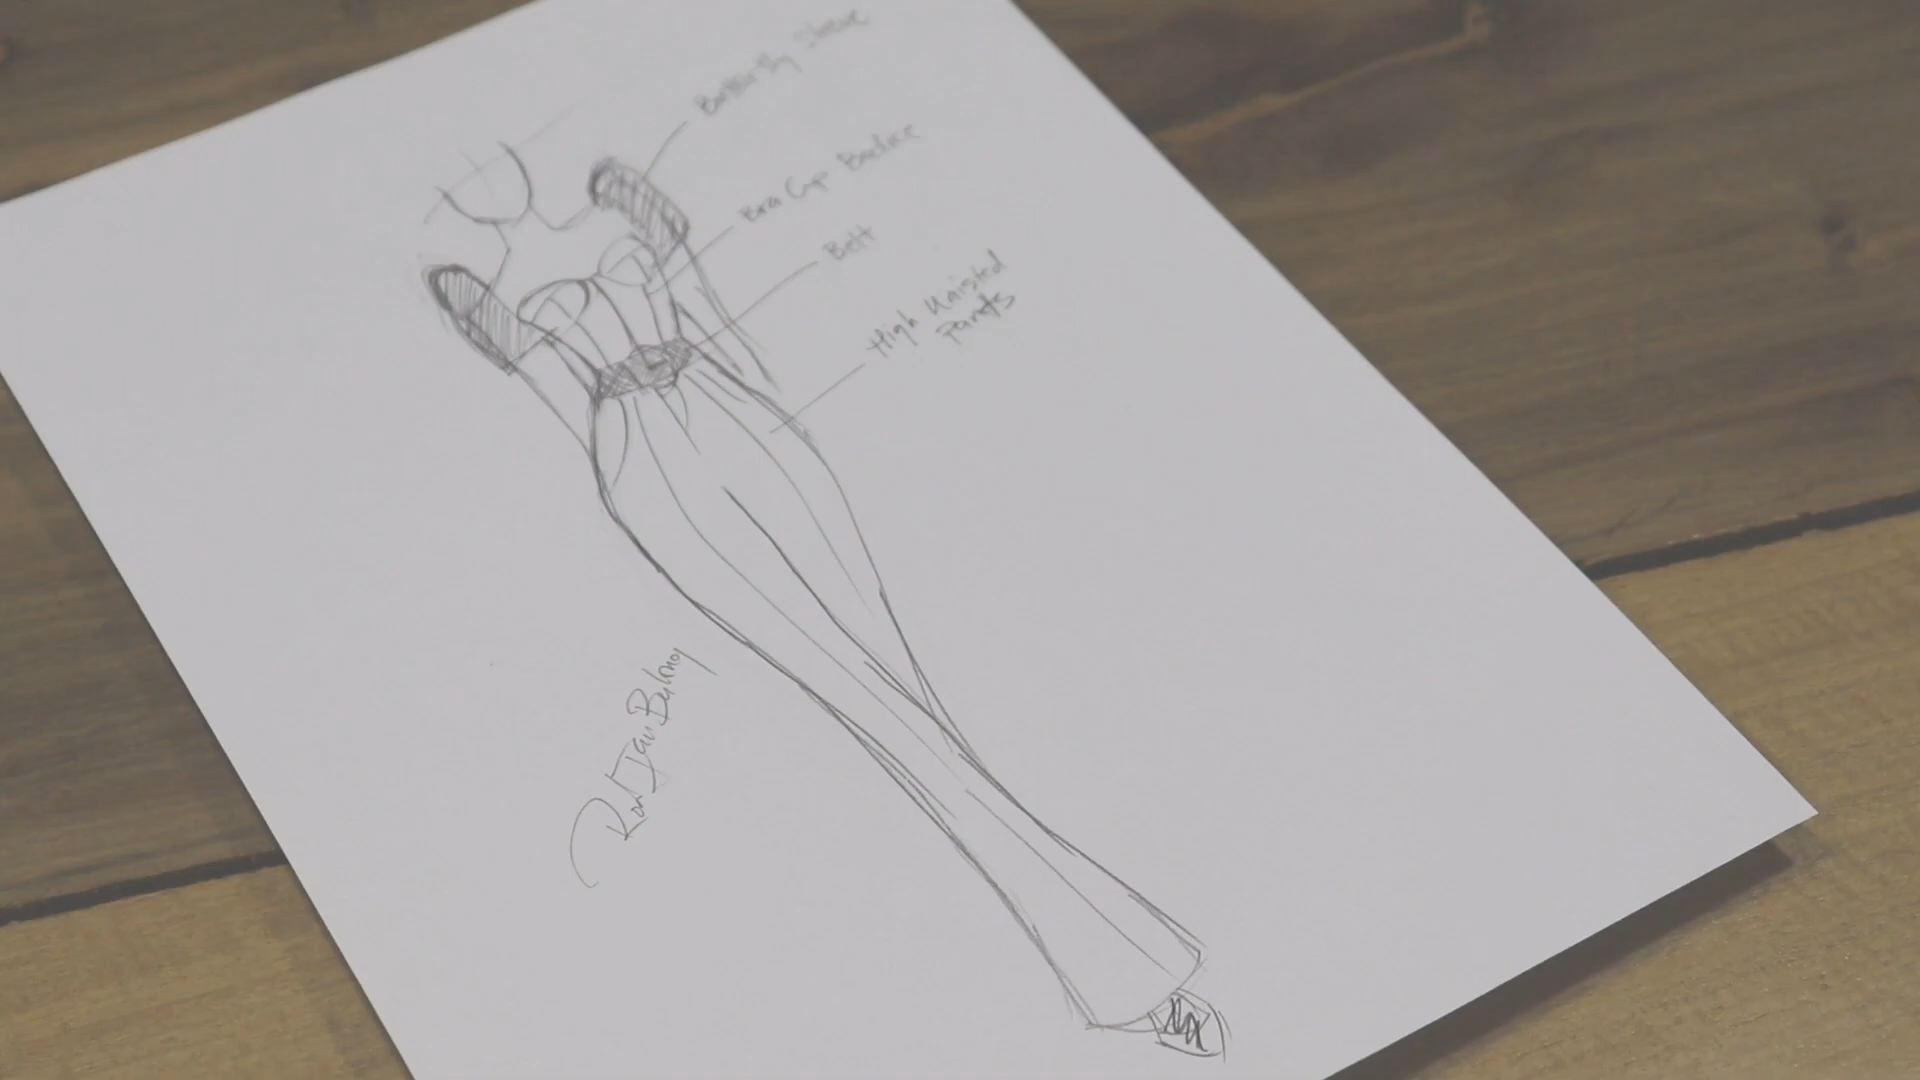 Butterfly Sleeve
Bra Cup Bodice
Belt
High Waisted
Pants